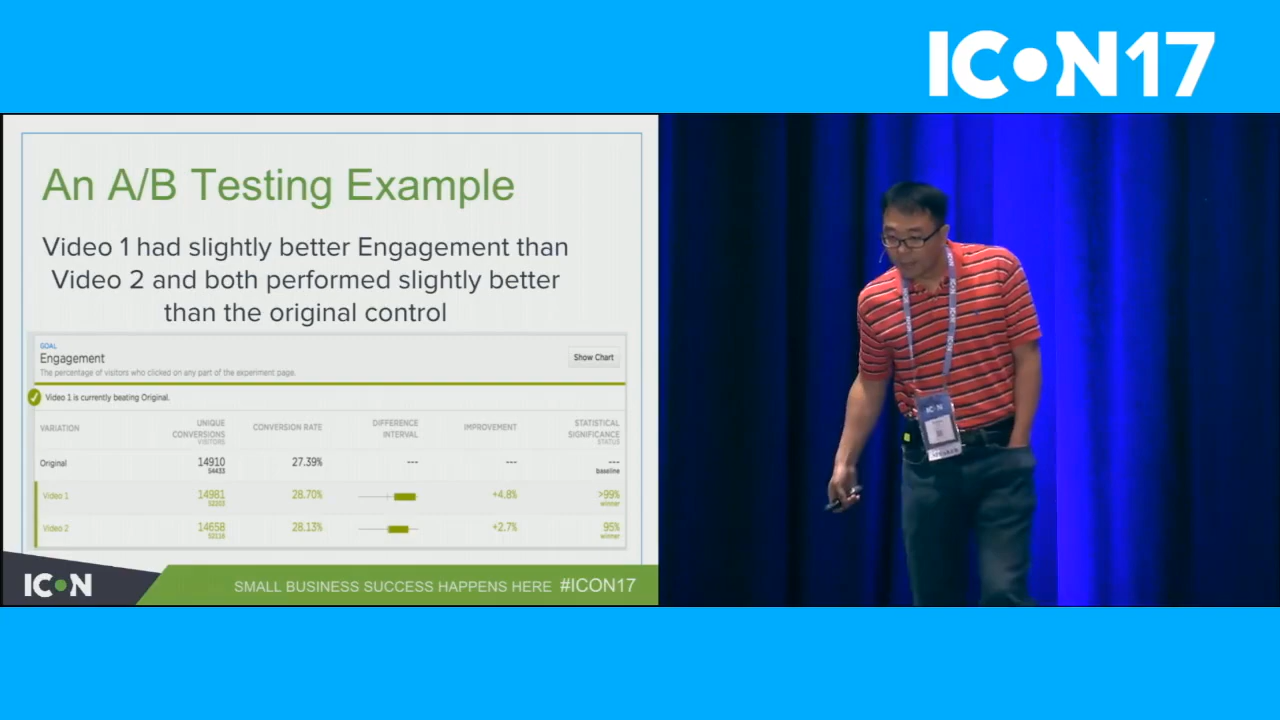 ICON17
An A/B Testing Example
Video 1 had slightly better Engagement than
Video 2 and both performed slightly better
than the original control
GOAL
Engagement
Show Chart
The percentage of visitors who clicked on any part of the experiment page.
Video 1 is currently beating Original.
VARIATION UNIQUE CONVERSIONS VISITORS CONVERSION RATE DIFFERENCE INTERVAL IMPROVEMENT STATISTICAL SIGNIFICANCE STATUS
Original 14910 27.39% --- --- ---
54433 baseline
Video 1 14981 28.70% +4.8% >99%
winner
Video 2 14658 28.13% +2.7% 95%
winner
ICON
SMALL BUSINESS SUCCESS HAPPENS HERE #ICON17
ICON